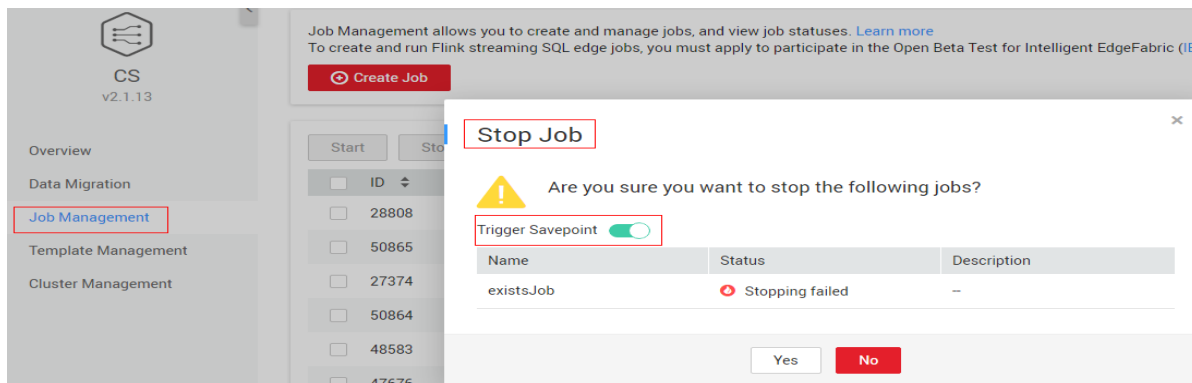 CS
v2.1.13
Overview
Data Migration
Job Management
Template Management
Cluster Management
Job Management allows you to create and manage jobs, and view job statuses. Learn more
To create and run Flink streaming SQL edge jobs, you must apply to participate in the Open Beta Test for Intelligent EdgeFabric (IE
Create Job
Start
Sto
ID
28808
50865
27374
50864
48583
47676
Stop Job
×
Are you sure you want to stop the following jobs?
Trigger Savepoint
Name Status Description
existsJob Stopping failed --
Yes No